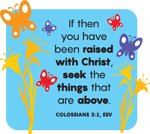 If then
you have
been raised
with Christ,
seek the
things that
are above.
COLOSSIANS 3:1, ESV